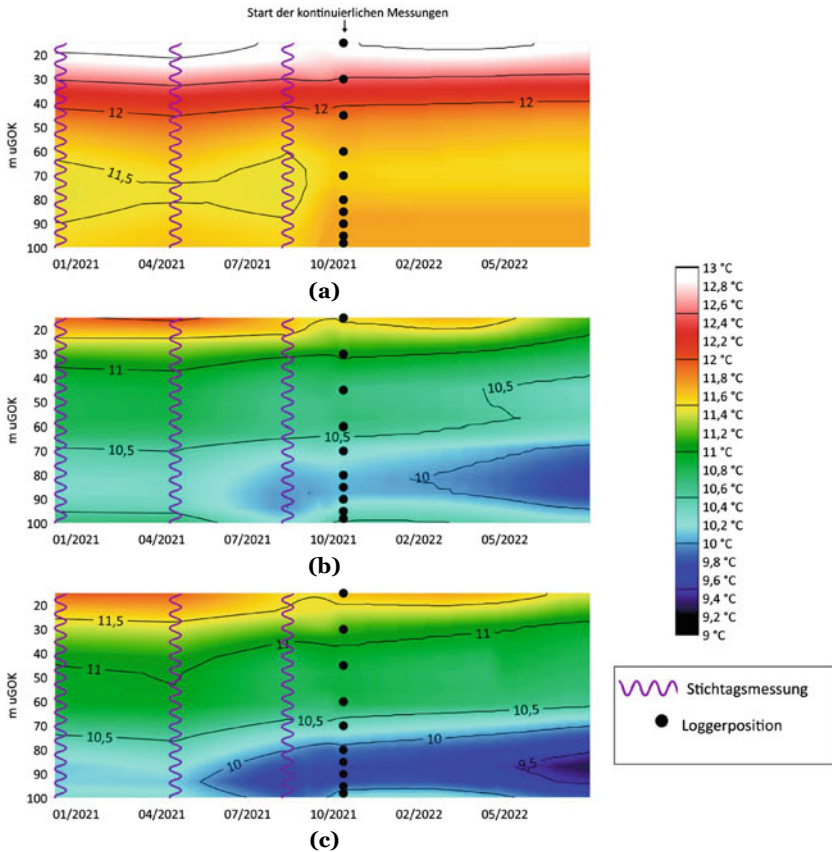 Start der kontinuierlichen Messungen
m uGOK
20
30
40
50
60
70
80
90
100
12
12
12
11,5
01/2021 04/2021 07/2021 10/2021 02/2022 05/2022
(a)
m uGOK
20
30
40
50
60
70
80
90
100
11
11
10,5
10,5
10,5
10
01/2021 04/2021 07/2021 10/2021 02/2022 05/2022
(b)
m uGOK
20
30
40
50
60
70
80
90
100
11,5
11
11
11
10,5
10,5
10,5
10
10
9,5
01/2021 04/2021 07/2021 10/2021 02/2022 05/2022
(c)
13 °C
12,8 °C
12,6 °C
12,4 °C
12,2 °C
12 °C
11,8 °C
11,6 °C
11,4 °C
11,2 °C
11 °C
10,8 °C
10,6 °C
10,4 °C
10,2 °C
10 °C
9,8 °C
9,6 °C
9,4 °C
9,2 °C
9 °C
Stichtagsmessung
Loggerposition